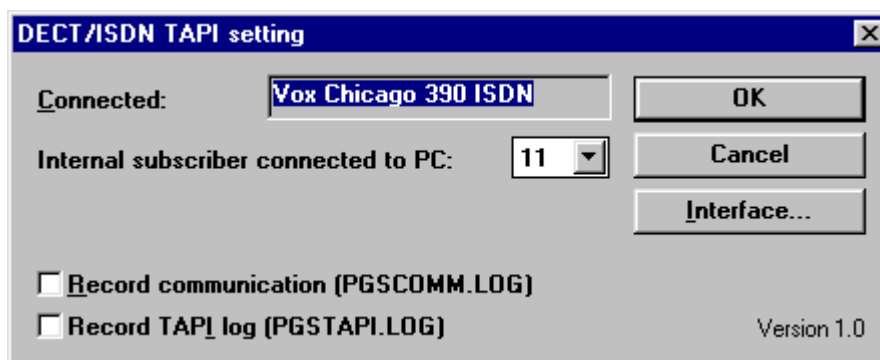 DECT/ISDN TAPI setting
Connected: Vox Chicago 390 ISDN
OK
Internal subscriber connected to PC: 11
Cancel
Interface...
Record communication (PGSCOMM.LOG)
Record TAPI log (PGSTAPI.LOG)
Version 1.0